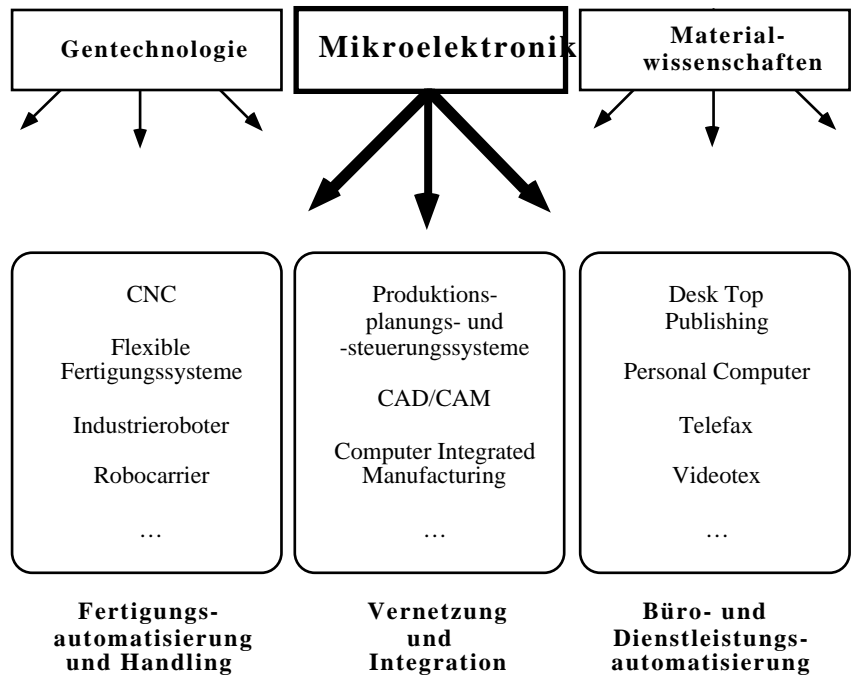 Gentechnologie
Mikroelektronik
Material-
wissenschaften
CNC
Flexible
Fertigungssysteme
Industrieroboter
Robocarrier
…
Produktions-
planungs- und
-steuerungssysteme
CAD/CAM
Computer Integrated
Manufacturing
…
Desk Top
Publishing
Personal Computer
Telefax
Videotex
…
Fertigungs-
automatisierung
und Handling
Vernetzung
und
Integration
Büro- und
Dienstleistungs-
automatisierung